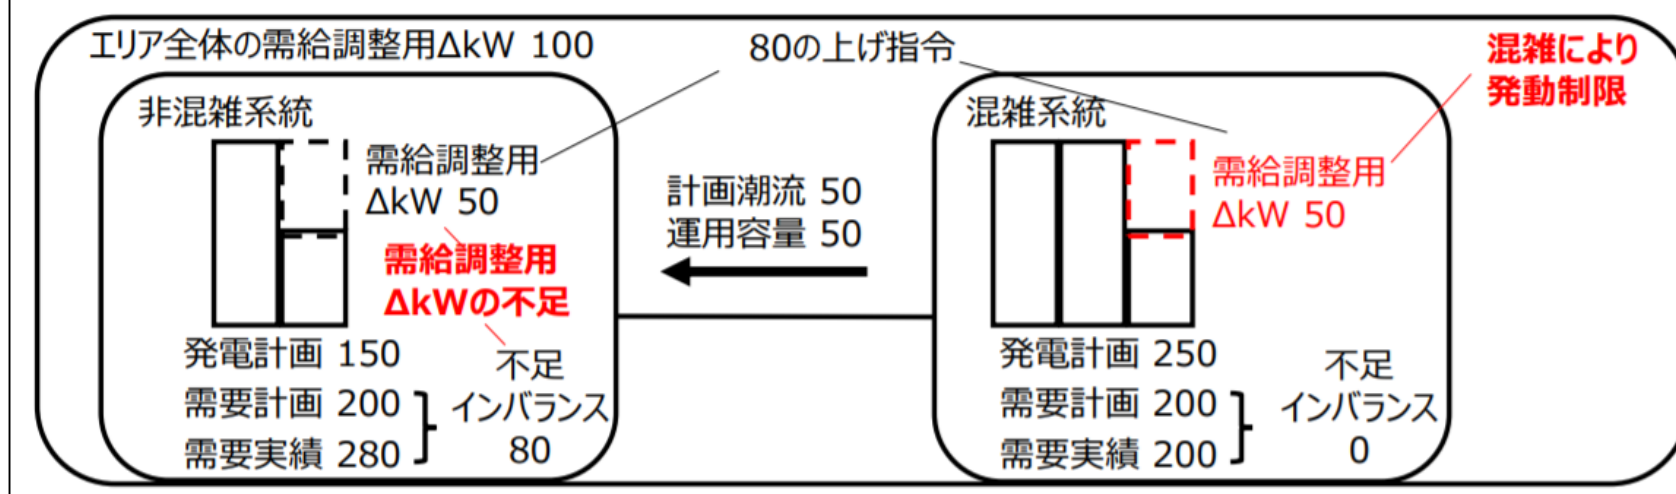 エリア全体の需給調整用ΔkW 100
80の上げ指令
混雑により
発動制限
非混雑系統
需給調整用
ΔkW 50
需給調整用
ΔkWの不足
発電計画 150
需要計画 200
需要実績 280
不足
インバランス
80
計画潮流 50
運用容量 50
混雑系統
需給調整用
ΔkW 50
発電計画 250
需要計画 200
需要実績 200
不足
インバランス
0